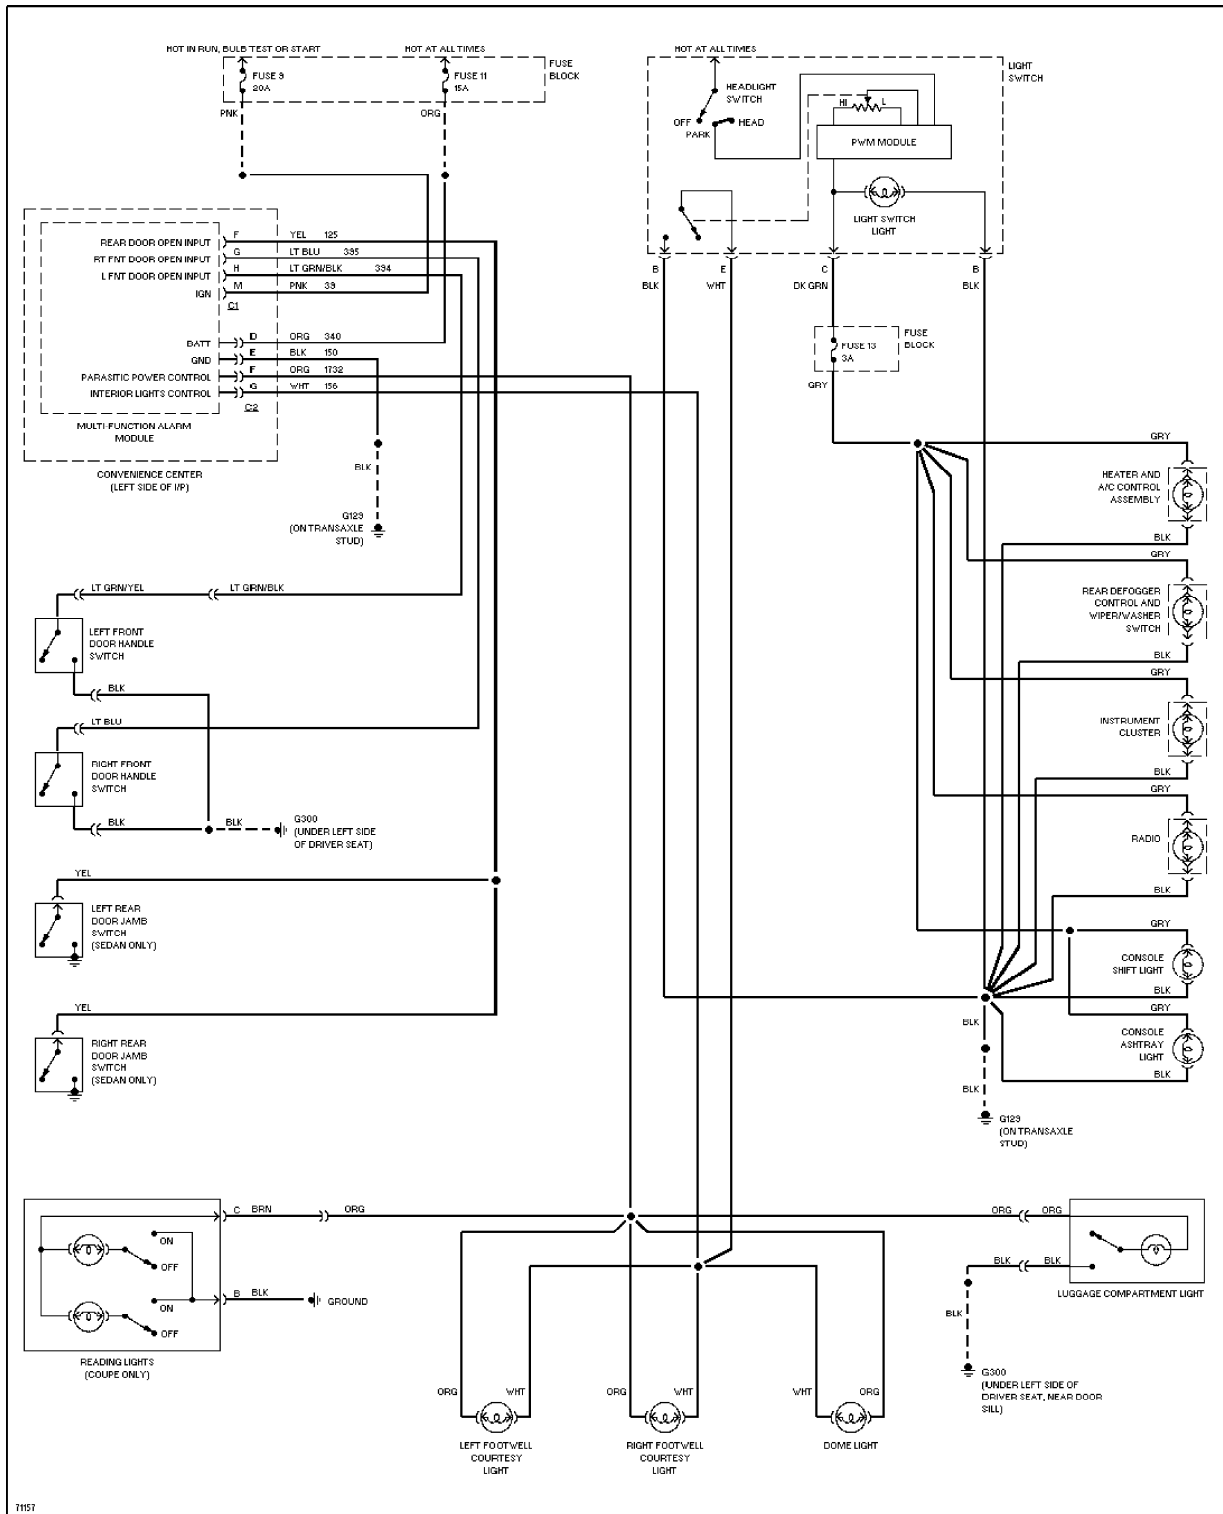 HOT IN RUN, BULB TEST OR START
HOT AT ALL TIMES
FUSE 9
20A
FUSE 11
15A
FUSE
BLOCK
PNK
ORG
HOT AT ALL TIMES
LIGHT
SWITCH
HEADLIGHT
SWITCH
OFF
PARK
HEAD
HI
L
PWM MODULE
LIGHT SWITCH
LIGHT
B
E
C
B
BLK
WHT
DK GRN
BLK
FUSE 13
3A
FUSE
BLOCK
GRY
REAR DOOR OPEN INPUT
F
YEL 125
RT FNT DOOR OPEN INPUT
G
LT BLU 395
L FNT DOOR OPEN INPUT
H
LT GRN/BLK 394
IGN
M
PNK 39
C1
BATT
D
ORG 340
GND
E
BLK 150
PARASITIC POWER CONTROL
F
ORG 1732
INTERIOR LIGHTS CONTROL
G
WHT 156
C2
MULTI-FUNCTION ALARM
MODULE
CONVENIENCE CENTER
(LEFT SIDE OF I/P)
BLK
G129
(ON TRANSAXLE
STUD)
GRY
HEATER AND
A/C CONTROL
ASSEMBLY
BLK
GRY
REAR DEFOGGER
CONTROL AND
WIPER/WASHER
SWITCH
BLK
GRY
INSTRUMENT
CLUSTER
BLK
GRY
RADIO
BLK
GRY
CONSOLE
SHIFT LIGHT
BLK
GRY
CONSOLE
ASHTRAY
LIGHT
BLK
BLK
BLK
G129
(ON TRANSAXLE
STUD)
LT GRN/YEL
LT GRN/BLK
LEFT FRONT
DOOR HANDLE
SWITCH
BLK
LT BLU
RIGHT FRONT
DOOR HANDLE
SWITCH
BLK
BLK
G300
(UNDER LEFT SIDE
OF DRIVER SEAT)
YEL
LEFT REAR
DOOR JAMB
SWITCH
(SEDAN ONLY)
YEL
RIGHT REAR
DOOR JAMB
SWITCH
(SEDAN ONLY)
C
BRN
ORG
ON
OFF
ON
OFF
B
BLK
GROUND
READING LIGHTS
(COUPE ONLY)
ORG
ORG
BLK
BLK
LUGGAGE COMPARTMENT LIGHT
BLK
G300
(UNDER LEFT SIDE OF
DRIVER SEAT, NEAR DOOR
SILL)
ORG
WHT
LEFT FOOTWELL
COURTESY
LIGHT
ORG
WHT
RIGHT FOOTWELL
COURTESY
LIGHT
WHT
ORG
DOME LIGHT
71157